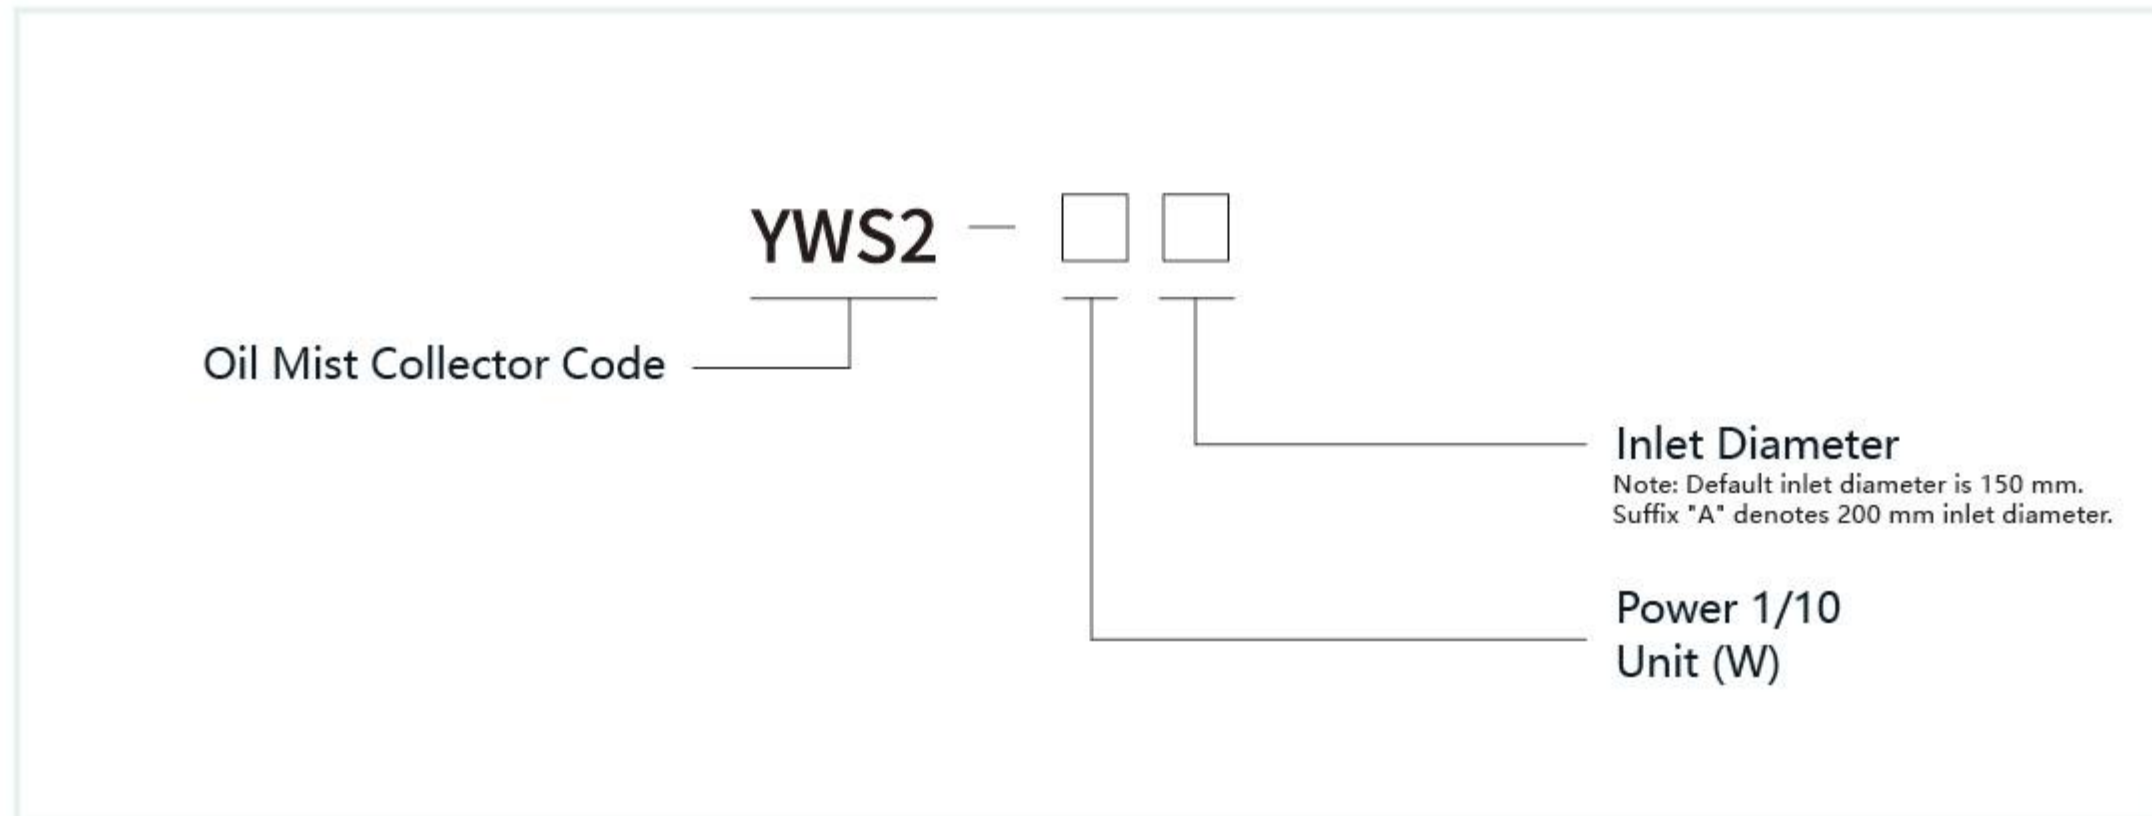 YWS2 — □ □
Oil Mist Collector Code
Inlet Diameter
Note: Default inlet diameter is 150 mm.
Suffix "A" denotes 200 mm inlet diameter.
Power 1/10
Unit (W)